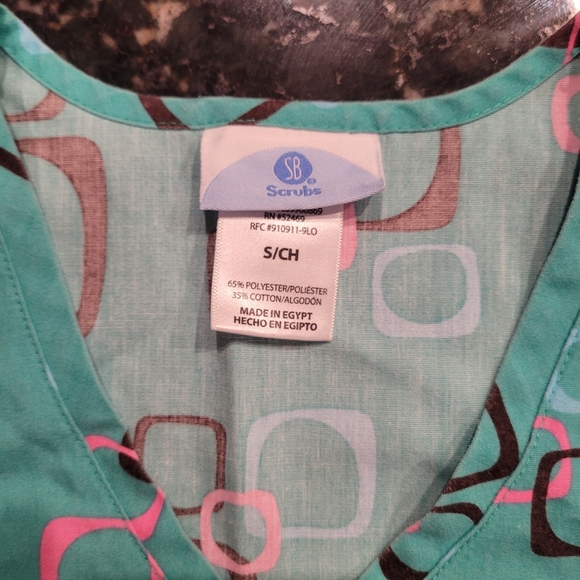 SB
Scrubs
RN #52469
RFC #910911-9LO
S/CH
65% POLYESTER/POLIÉSTER
35% COTTON/ALGODÓN
MADE IN EGYPT
HECHO EN EGIPTO